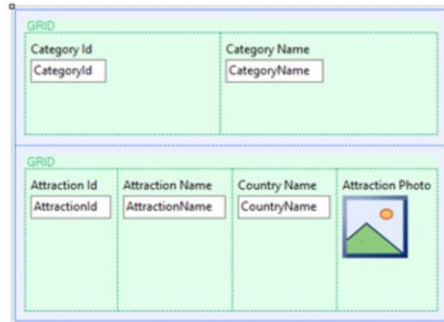 GRID
Category Id Category Name
CategoryId CategoryName
GRID
Attraction Id Attraction Name Country Name Attraction Photo
AttractionId AttractionName CountryName